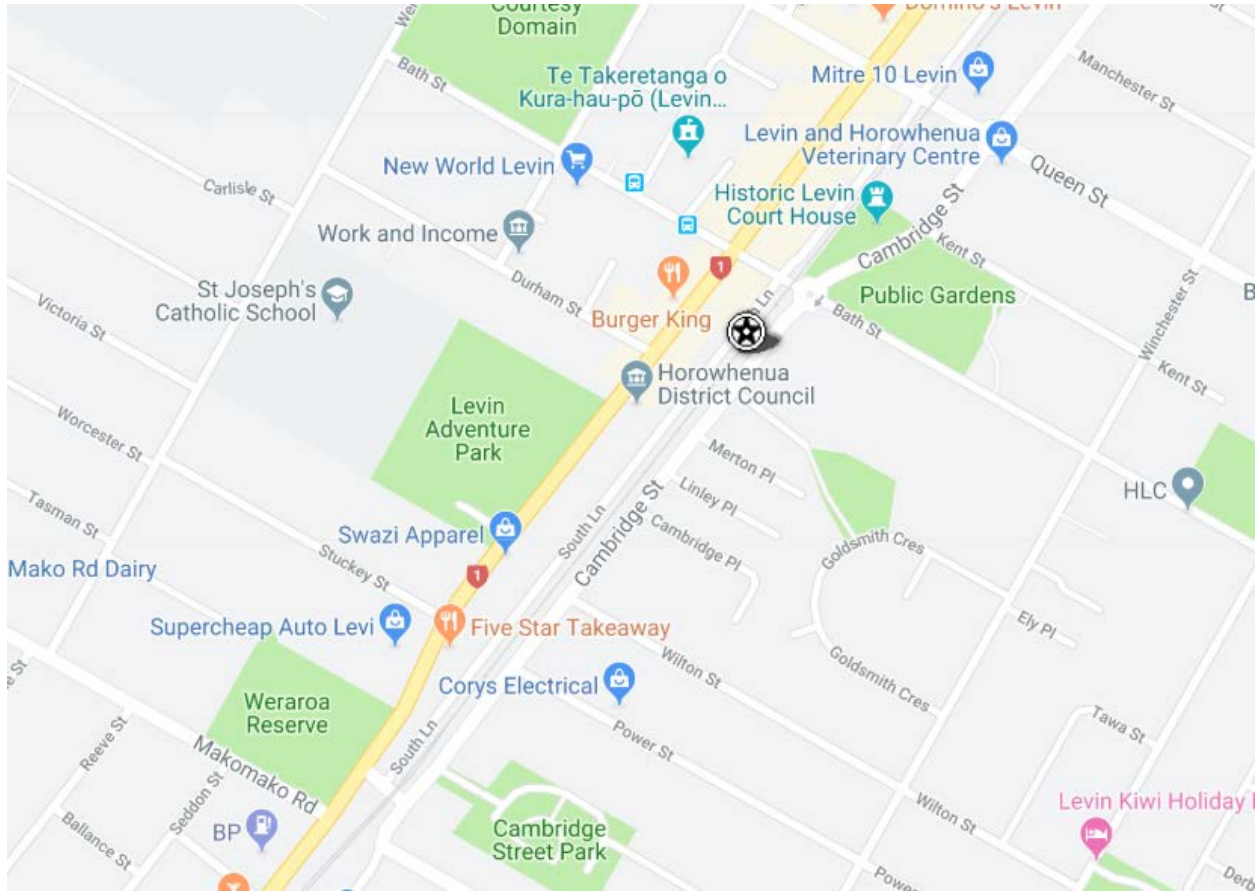 Courtesy
Domain
Domino's Levin
Bath St
Te Takeretanga o
Kura-hau-pō (Levin...
Mitre 10 Levin
Manchester St
Levin and Horowhenua
Veterinary Centre
New World Levin
Queen St
Carlisle St
Historic Levin
Court House
Cambridge St
Kent St
Work and Income
Durham St
1
St Joseph's
Catholic School
Public Gardens
B
Victoria St
Burger King
Ln
Bath St
Winchester St
Kent St
Horowhenua
District Council
Levin
Adventure
Park
Worcester St
Merton Pl
Linley Pl
HLC
Tasman St
Swazi Apparel
South Ln
Cambridge St
Cambridge Pl
Goldsmith Cres
Mako Rd Dairy
Stuckey St
1
Supercheap Auto Levi
Five Star Takeaway
Ely Pl
Wilton St
Goldsmith Cres
Corys Electrical
Weraroa
Reserve
Reeve St
South Ln
Power St
Tawa St
Makomako Rd
Seddon St
Wilton St
Levin Kiwi Holiday
BP
Ballance St
Cambridge
Street Park
Power